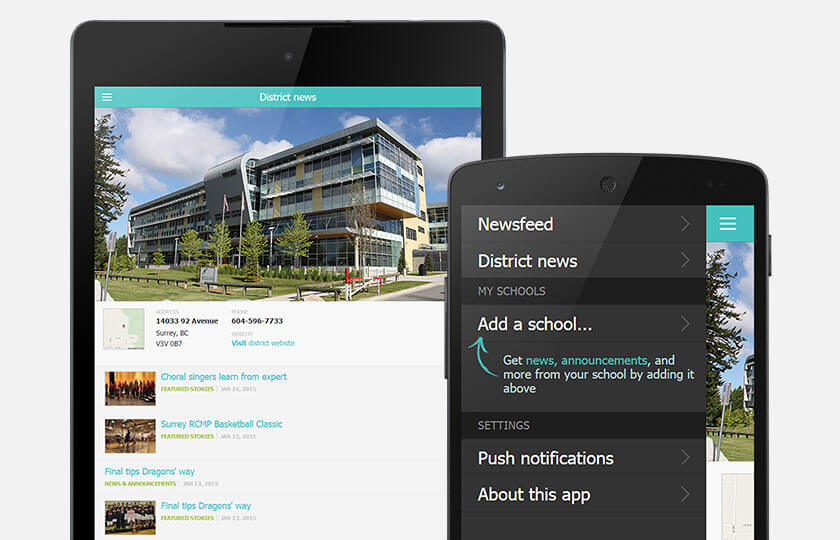 District news
ADDRESS
14033 92 Avenue
Surrey, BC
V3V 0B7
PHONE
604-596-7733
WEBSITE
Visit district website
Choral singers learn from expert
FEATURED STORIES | JAN 16, 2015
Surrey RCMP Basketball Classic
FEATURED STORIES | JAN 15, 2015
Final tips Dragons' way
NEWS & ANNOUNCEMENTS | JAN 13, 2015
Final tips Dragons' way
FEATURED STORIES | JAN 13, 2015
Newsfeed
District news
MY SCHOOLS
Add a school...
Get news, announcements, and
more from your school by adding it
above
SETTINGS
Push notifications
About this app